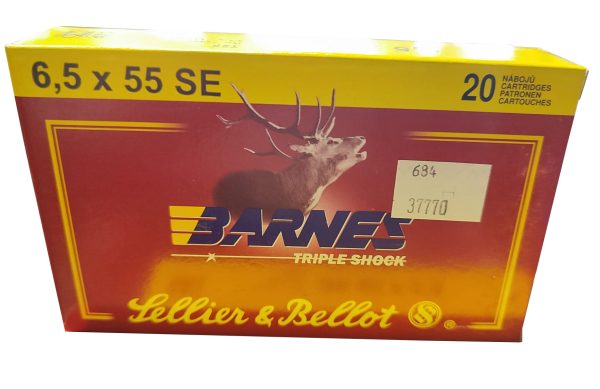 6,5 x 55 SE
20
NÁBOJŮ
CARTRIDGES
PATRONEN
CARTOUCHES
684
37770
BARNES
TRIPLE SHOCK
Sellier & Bellot
S
®